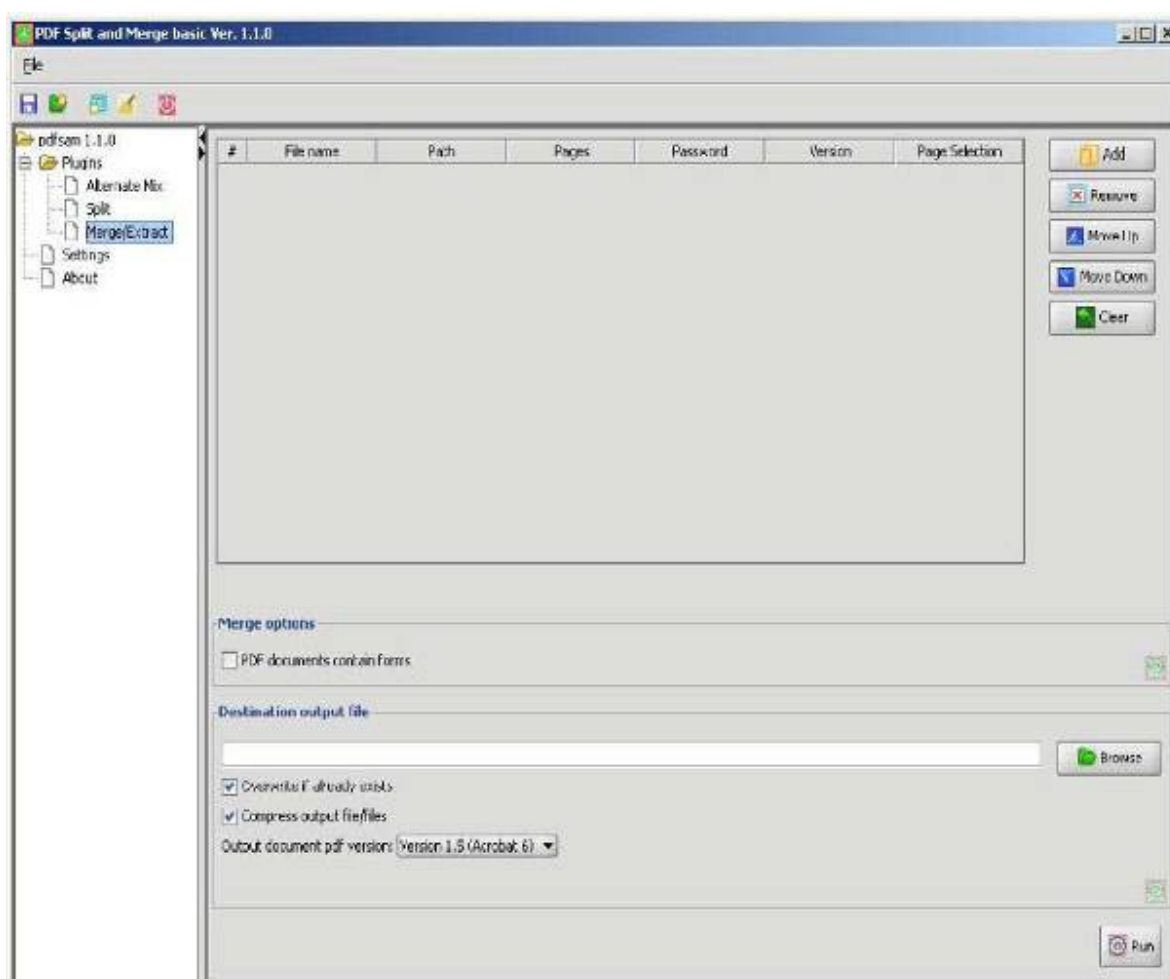 PDF Split and Merge basic Ver. 1.1.0
File
pdfsam 1.1.0
Plugins
Alternate Mix
Split
Merge/Extract
Settings
About
# File name Path Pages Password Version Page Selection
Add
Remove
Move Up
Move Down
Clear
Merge options
PDF documents contain forms
Destination output file
Browse
Overwrite if already exists
Compress output file/files
Output document pdf version: Version 1.5 (Acrobat 6)
Run